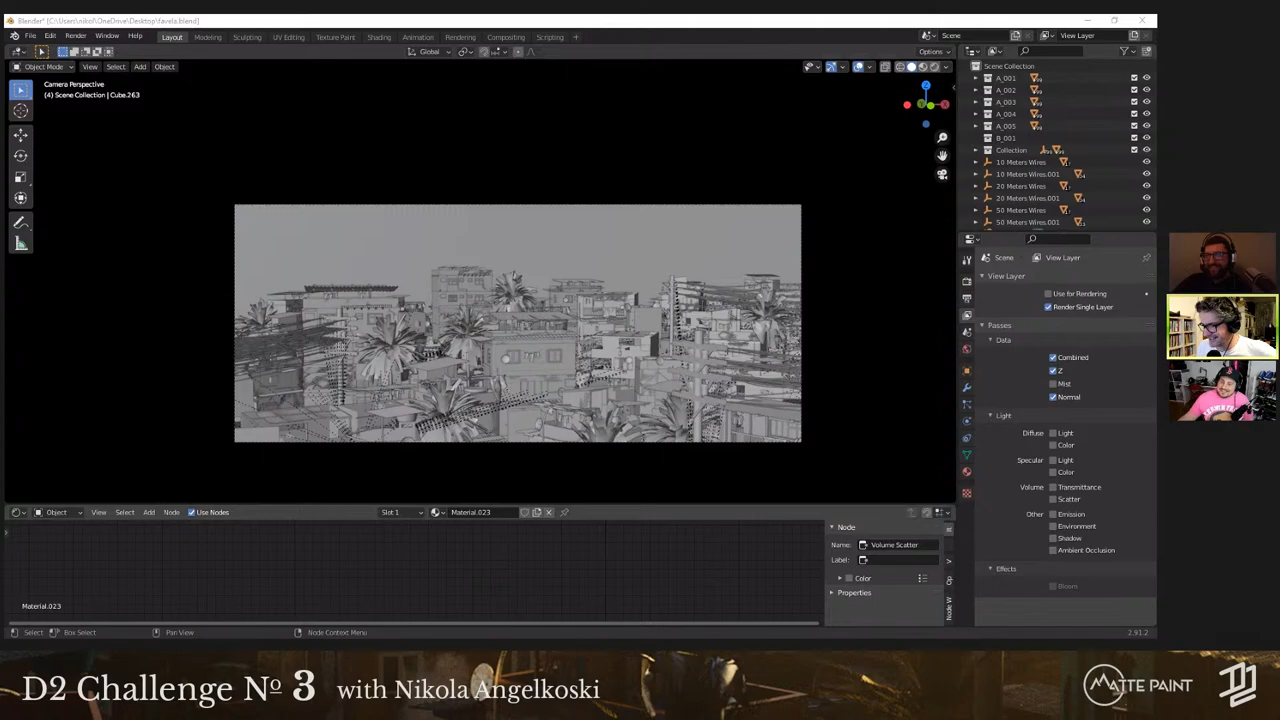 Blender* [C:\Users\nikol\OneDrive\Desktop\favela.blend]
File Edit Render Window Help Layout Modeling Sculpting UV Editing Texture Paint Shading Animation Rendering Compositing Scripting + Scene View Layer
Global Options
Object Mode View Select Add Object
Camera Perspective
(4) Scene Collection | Cube.263
Z
Y
X
Scene Collection
A_001
A_002
A_003
A_004
A_005
B_001
Collection
10 Meters Wires
10 Meters Wires.001
20 Meters Wires
20 Meters Wires.001
50 Meters Wires
50 Meters Wires.001
Scene View Layer
View Layer
Use for Rendering
Render Single Layer
Passes
Data
Combined
Z
Mist
Normal
Light
Diffuse Light
Color
Specular Light
Color
Volume Transmittance
Scatter
Other Emission
Environment
Shadow
Ambient Occlusion
Effects
Bloom
Object View Select Add Node Use Nodes Slot 1 Material.023
Node
Name: Volume Scatter
Label:
Color
Properties
Node W
Material.023
Select Box Select Pan View Node Context Menu 2.91.2
D2 Challenge Nº 3 with Nikola Angelkoski
MATTE PAINT